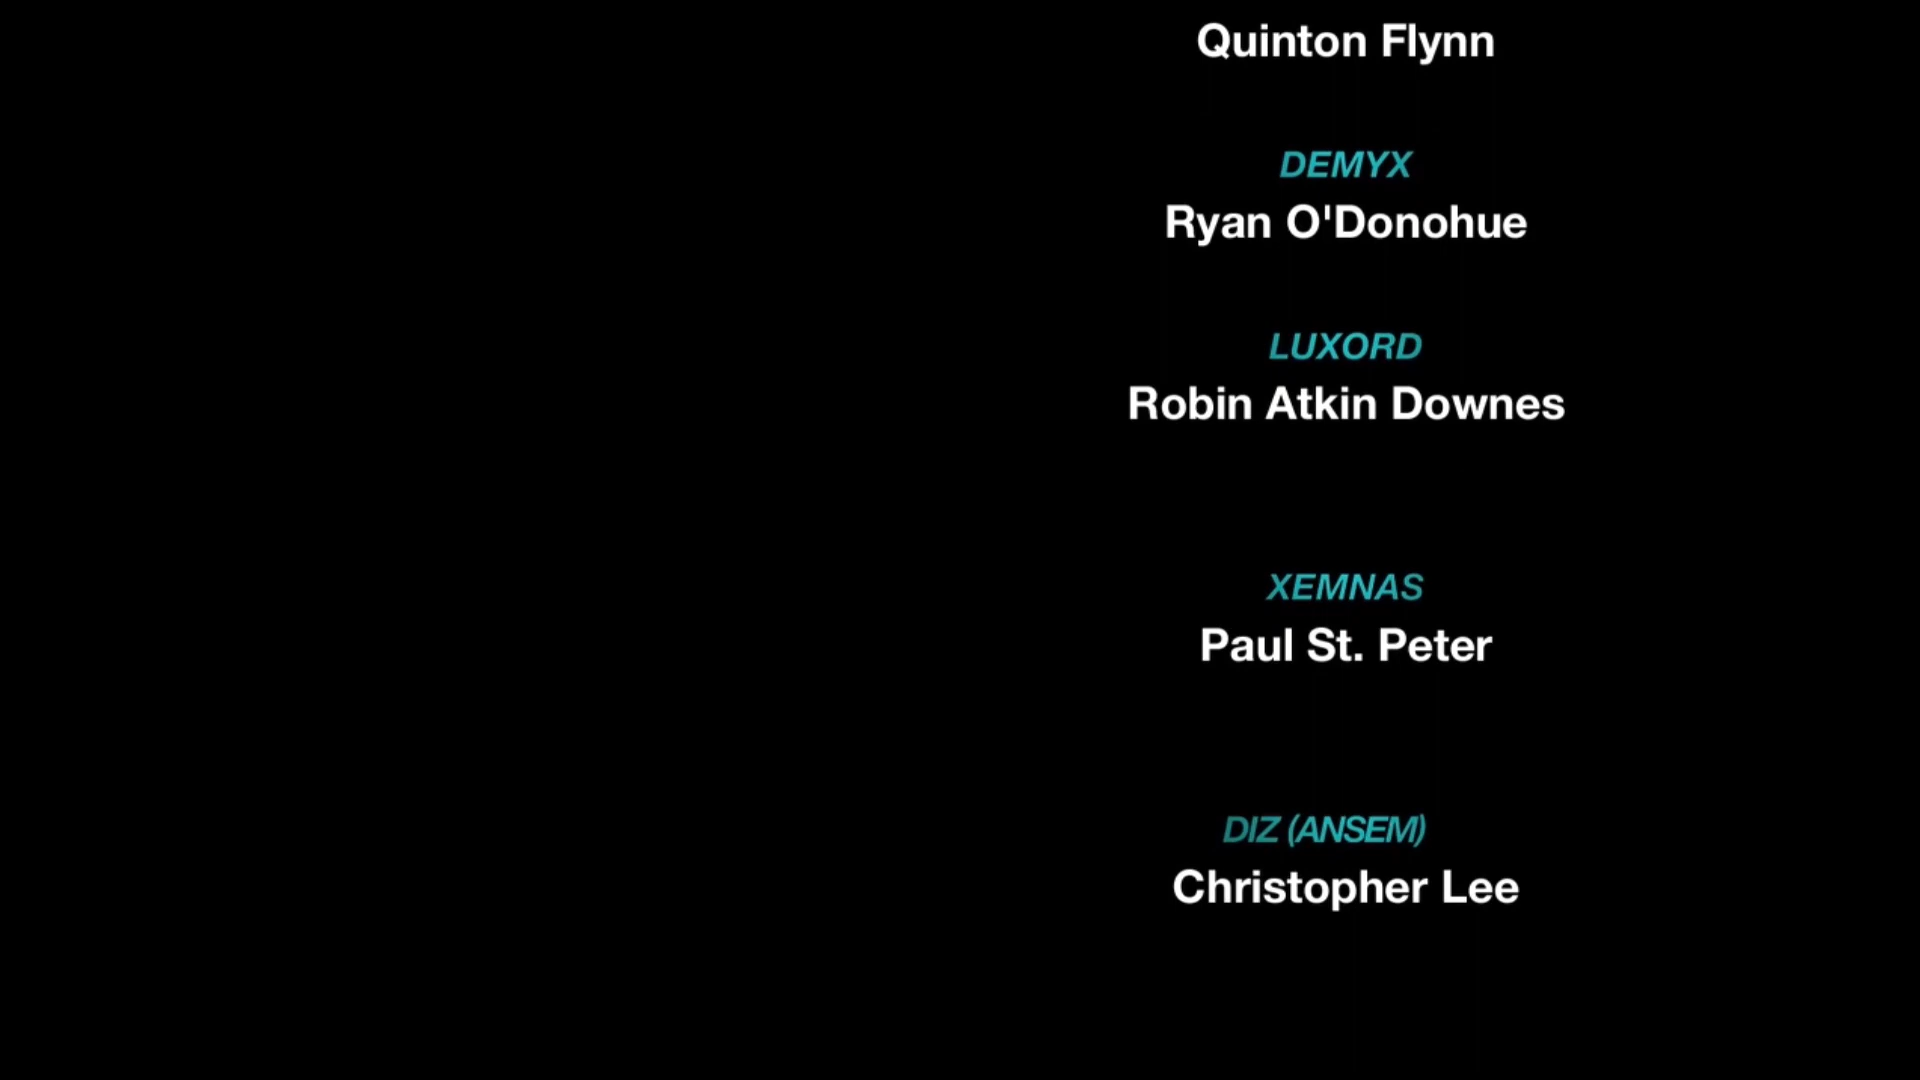 Quinton Flynn
DEMYX
Ryan O'Donohue
LUXORD
Robin Atkin Downes
XEMNAS
Paul St. Peter
DIZ (ANSEM)
Christopher Lee